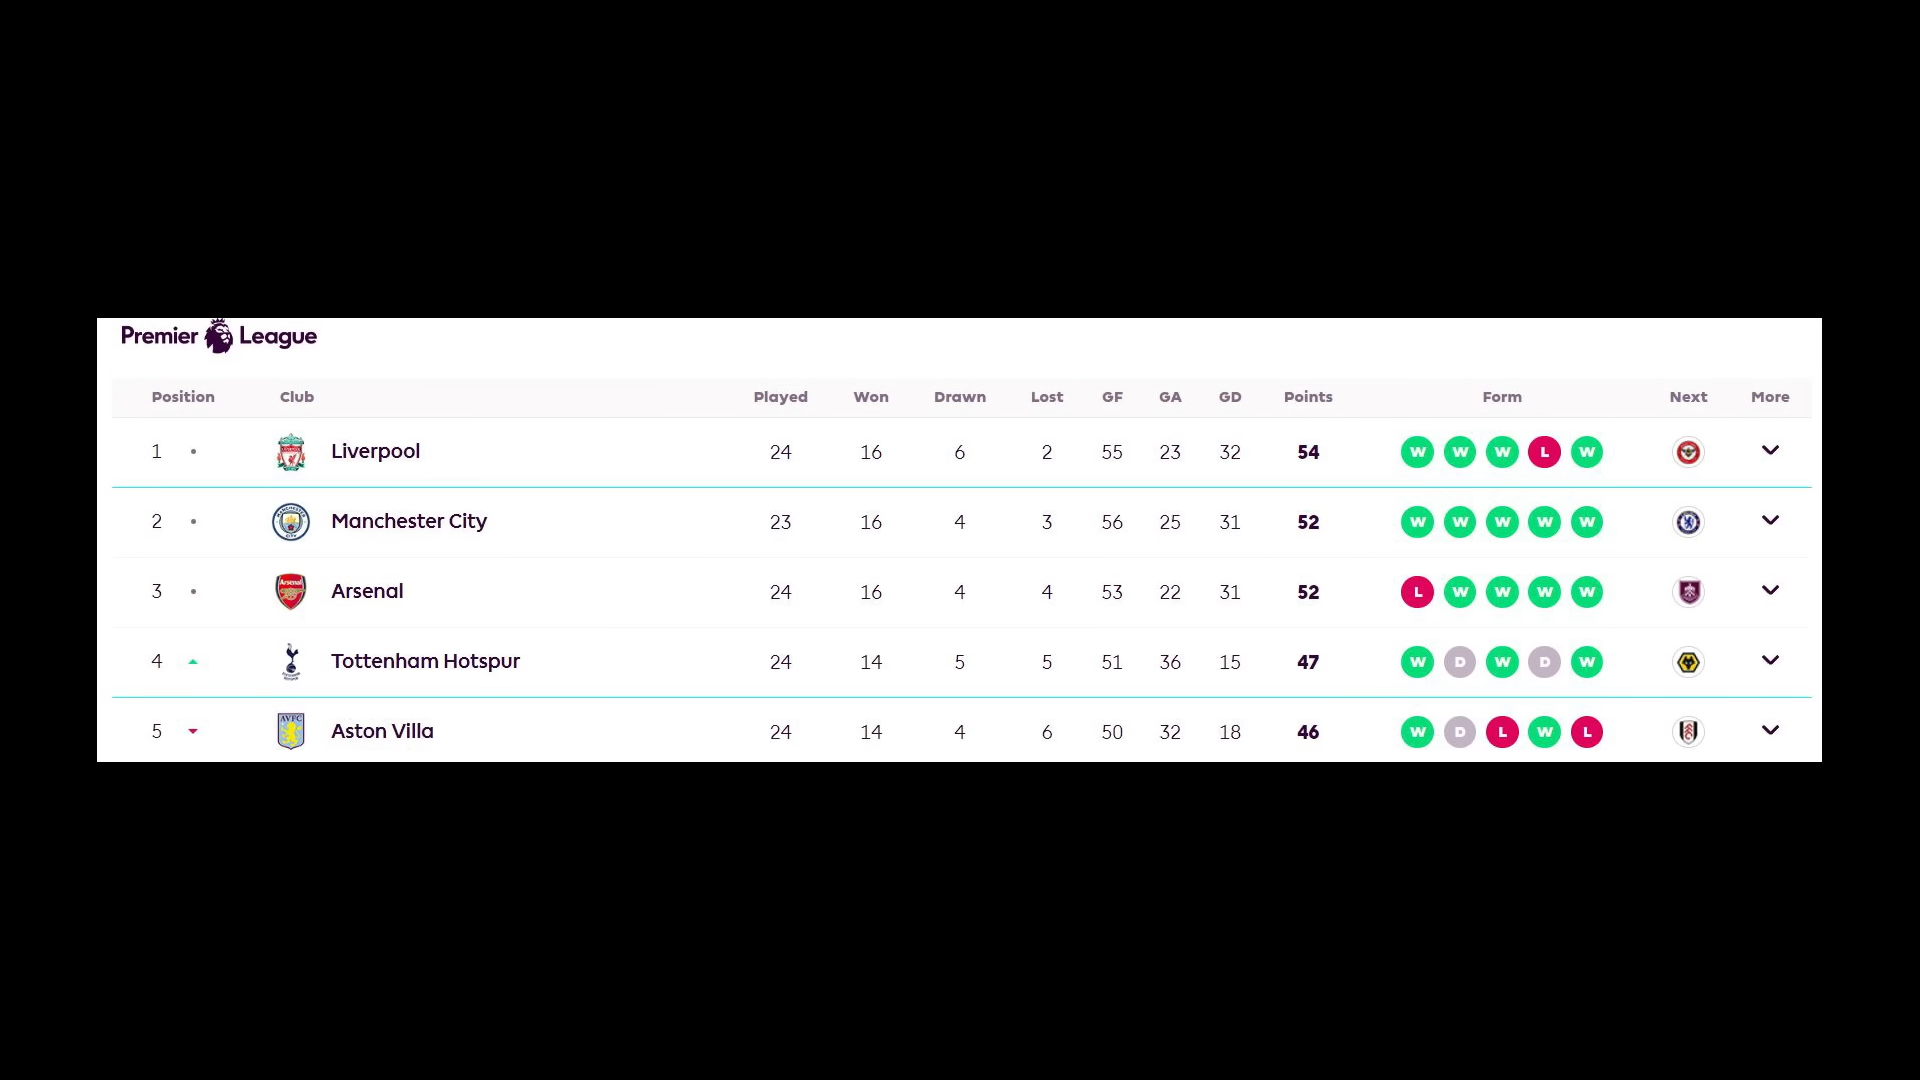 Premier League
Position Club Played Won Drawn Lost GF GA GD Points Form Next More
1 Liverpool 24 16 6 2 55 23 32 54 W W W L W
2 Manchester City 23 16 4 3 56 25 31 52 W W W W W
3 Arsenal 24 16 4 4 53 22 31 52 L W W W W
4 Tottenham Hotspur 24 14 5 5 51 36 15 47 W D W D W
5 Aston Villa 24 14 4 6 50 32 18 46 W D L W L